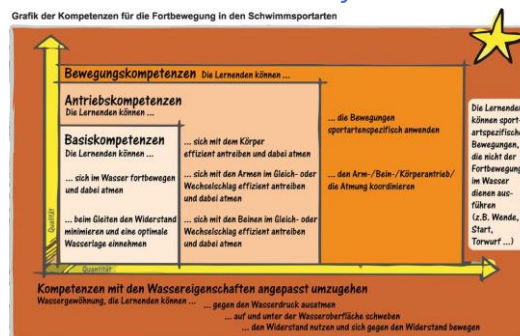 Grafik der Kompetenzen für die Fortbewegung in den Schwimmsportarten
Bewegungskompetenzen Die Lernenden können ...
Antriebskompetenzen
Die Lernenden können ...
Basiskompetenzen
Die Lernenden können ...
... sich im Wasser fortbewegen
und dabei atmen
... beim Gleiten den Widerstand
minimieren und eine optimale
Wasserlage einnehmen
... sich mit dem Körper
effizient antreiben und dabei atmen
... sich mit den Armen im Gleich- oder
Wechselschlag effizient antreiben
und dabei atmen
... sich mit den Beinen im Gleich- oder
Wechselschlag effizient antreiben
und dabei atmen
... die Bewegungen
sportartenspezifisch anwenden
... den Arm-/Bein-/Körperantrieb/
die Atmung koordinieren
Die Lernenden
können sport-
artspezifische
Bewegungen,
die nicht der
Fortbewegung
im Wasser
dienen aus-
führen
(z.B. Wende,
Start,
Torwurf ...)
Qualität
Quantität
Kompetenzen mit den Wassereigenschaften angepasst umzugehen
Wassergewöhnung, die Lernenden können ... ... gegen den Wasserdruck ausatmen
... auf und unter der Wasseroberfläche schweben
... den Widerstand nutzen und sich gegen den Widerstand bewegen